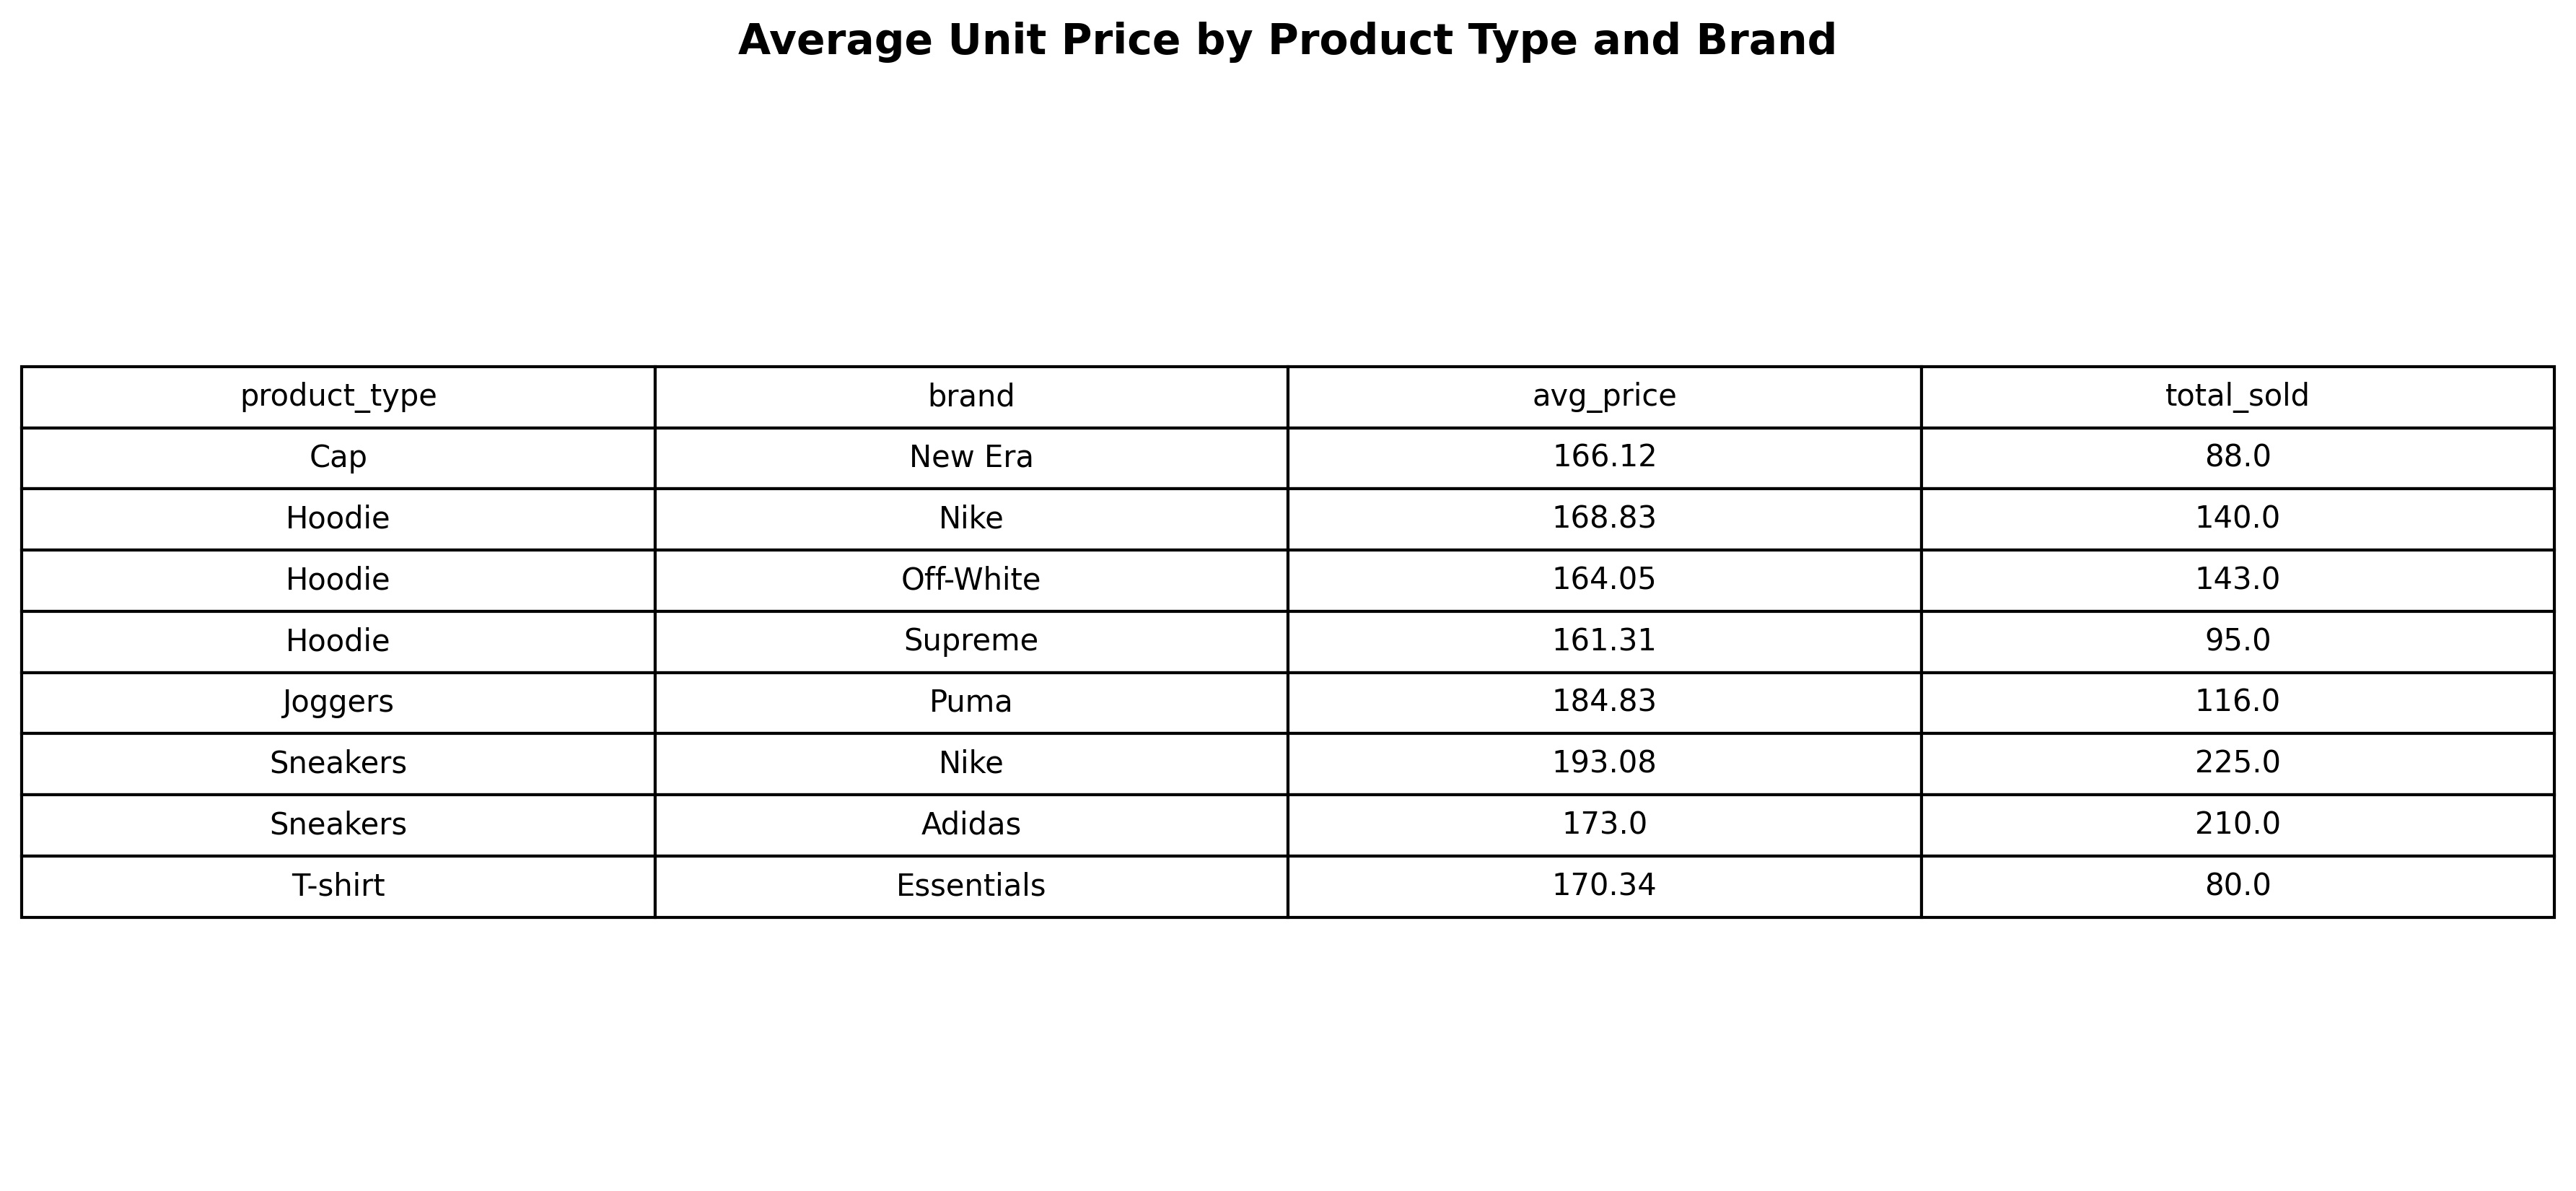 Average Unit Price by Product Type and Brand
product_type brand avg_price total_sold
Cap New Era 166.12 88.0
Hoodie Nike 168.83 140.0
Hoodie Off-White 164.05 143.0
Hoodie Supreme 161.31 95.0
Joggers Puma 184.83 116.0
Sneakers Nike 193.08 225.0
Sneakers Adidas 173.0 210.0
T-shirt Essentials 170.34 80.0